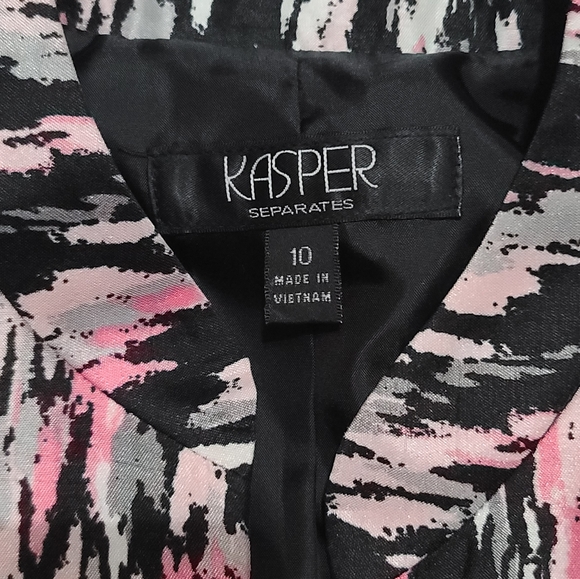 KASPER
SEPARATES
10
MADE IN
VIETNAM